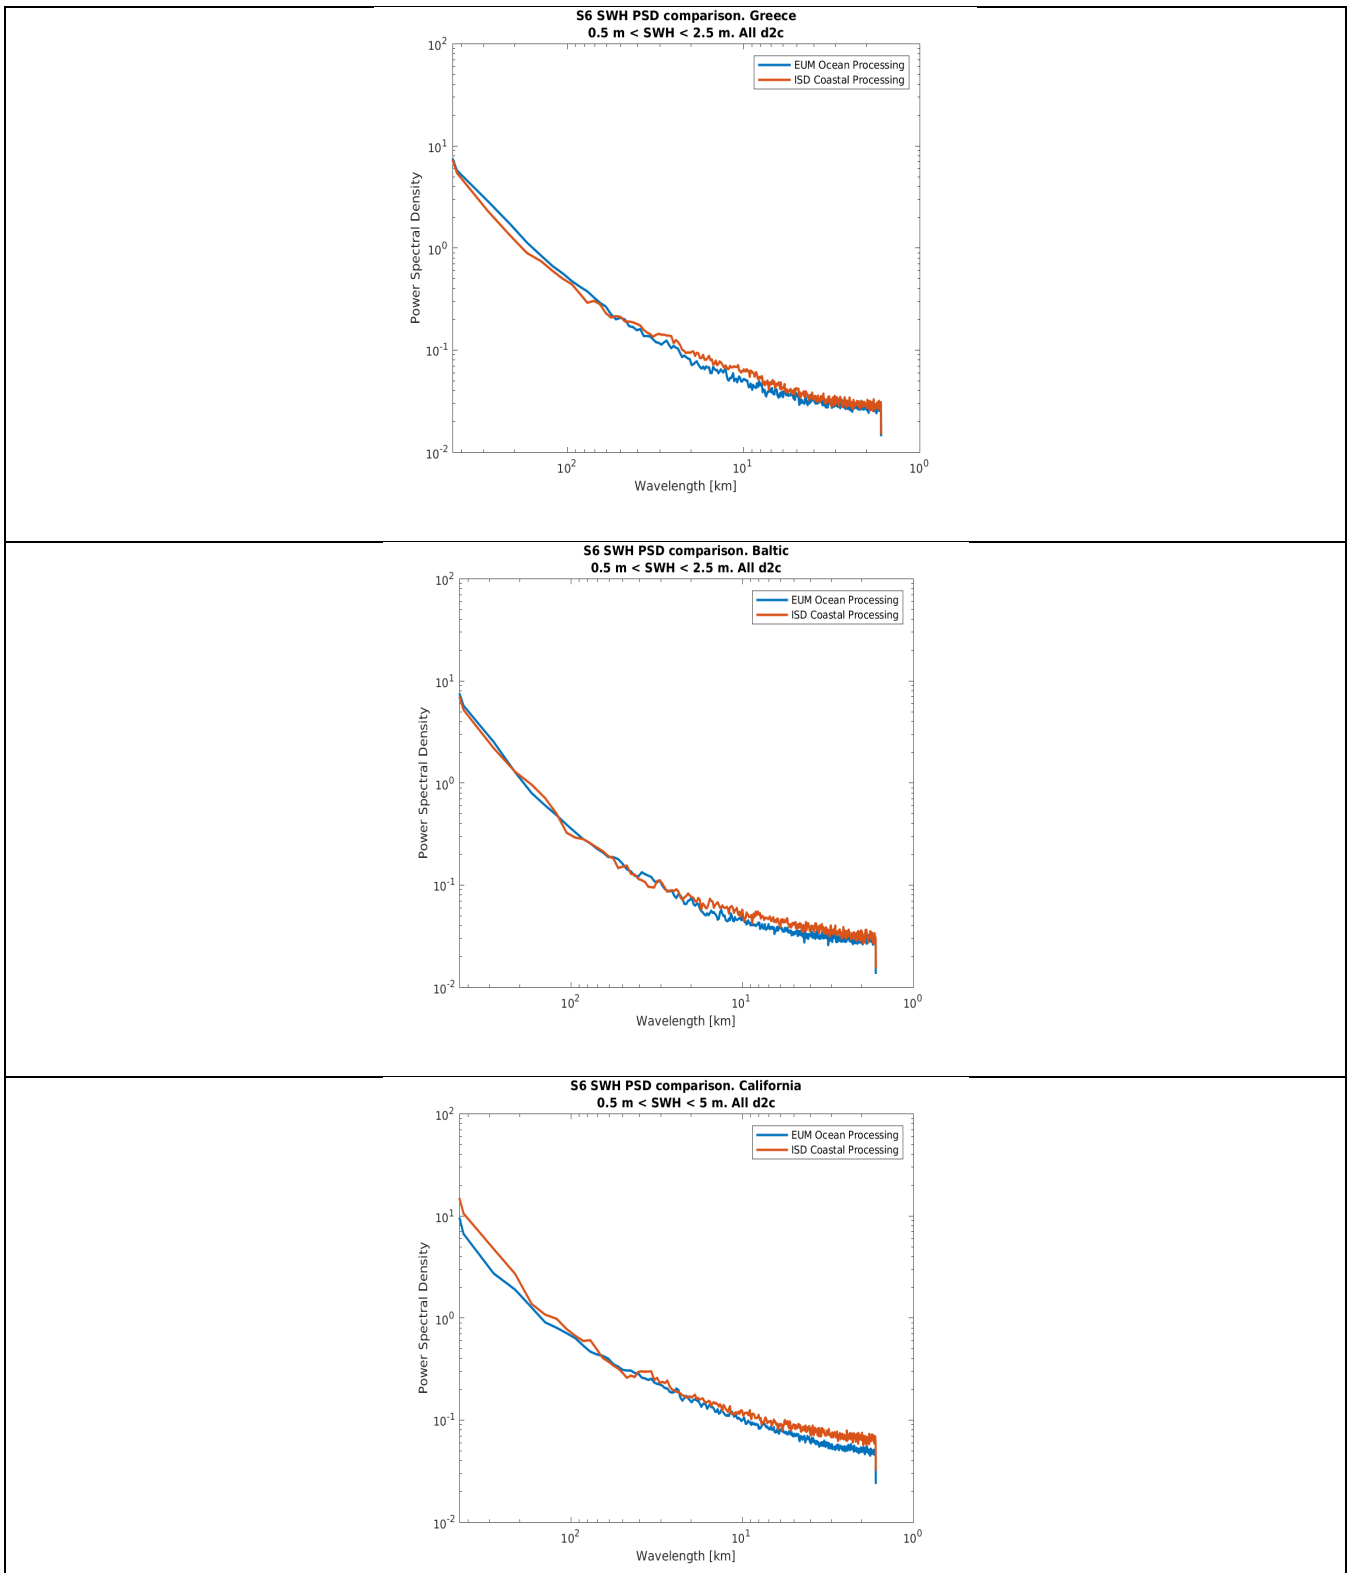 S6 SWH PSD comparison. Greece
0.5 m < SWH < 2.5 m. All d2c
10^2
EUM Ocean Processing
ISD Coastal Processing
10^1
10^0
10^-1
10^-2
Power Spectral Density
10^2 10^1 10^0
Wavelength [km]
S6 SWH PSD comparison. Baltic
0.5 m < SWH < 2.5 m. All d2c
10^2
EUM Ocean Processing
ISD Coastal Processing
10^1
10^0
10^-1
10^-2
Power Spectral Density
10^2 10^1 10^0
Wavelength [km]
S6 SWH PSD comparison. California
0.5 m < SWH < 5 m. All d2c
10^2
EUM Ocean Processing
ISD Coastal Processing
10^1
10^0
10^-1
10^-2
Power Spectral Density
10^2 10^1 10^0
Wavelength [km]